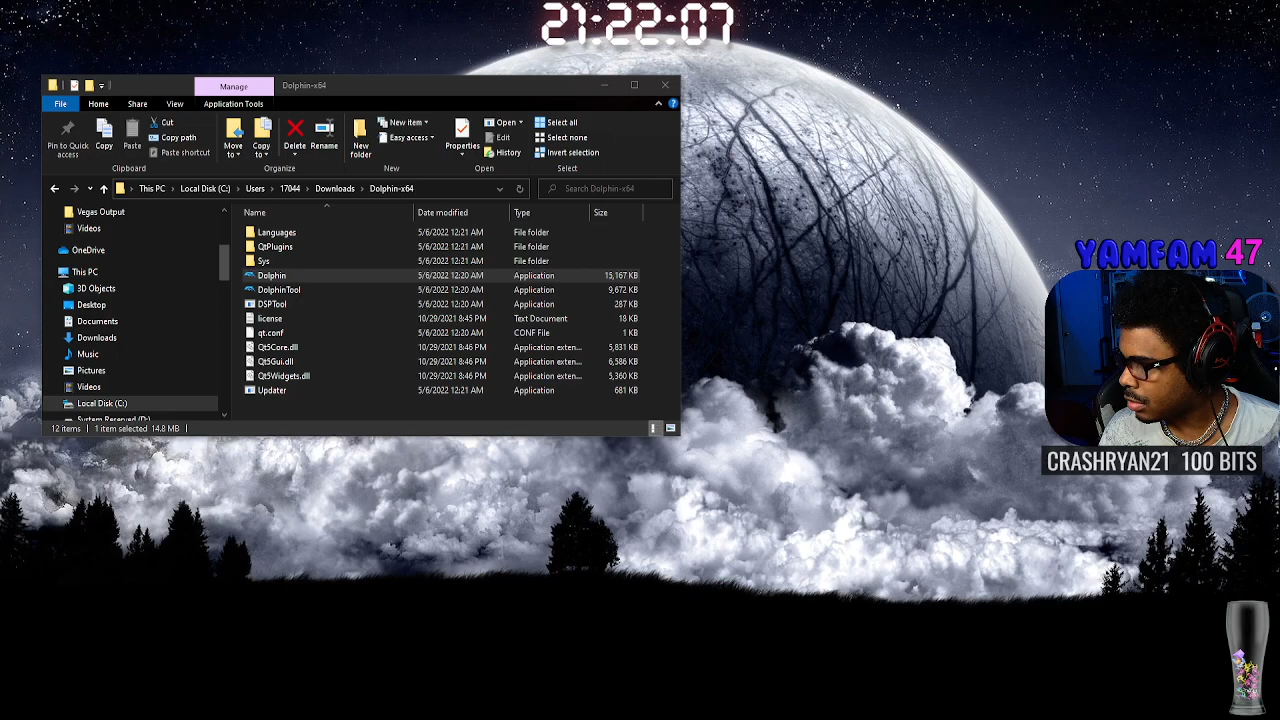 21:22:07
Manage
Dolphin-x64
File
Home
Share
View
Application Tools
Pin to Quick access
Copy
Paste
Cut
Copy path
Paste shortcut
Clipboard
Move to
Copy to
Delete
Rename
Organize
New folder
New item
Easy access
New
Properties
Open
Edit
History
Open
Select all
Select none
Invert selection
Select
This PC
Local Disk (C:)
Users
17044
Downloads
Dolphin-x64
Search Dolphin-x64
Vegas Output
Videos
OneDrive
This PC
3D Objects
Desktop
Documents
Downloads
Music
Pictures
Videos
Local Disk (C:)
System Reserved (D:)
Name Date modified Type Size
Languages 5/6/2022 12:21 AM File folder
QtPlugins 5/6/2022 12:21 AM File folder
Sys 5/6/2022 12:21 AM File folder
Dolphin 5/6/2022 12:20 AM Application 15,167 KB
DolphinTool 5/6/2022 12:20 AM Application 9,672 KB
DSPTool 5/6/2022 12:20 AM Application 287 KB
license 10/29/2021 8:45 PM Text Document 18 KB
qt.conf 5/6/2022 12:20 AM CONF File 1 KB
Qt5Core.dll 10/29/2021 8:46 PM Application exten... 5,831 KB
Qt5Gui.dll 10/29/2021 8:46 PM Application exten... 6,586 KB
Qt5Widgets.dll 10/29/2021 8:46 PM Application exten... 5,360 KB
Updater 5/6/2022 12:21 AM Application 681 KB
12 items
1 item selected 14.8 MB
YAMFAM 47
CRASHRYAN21 100 BITS